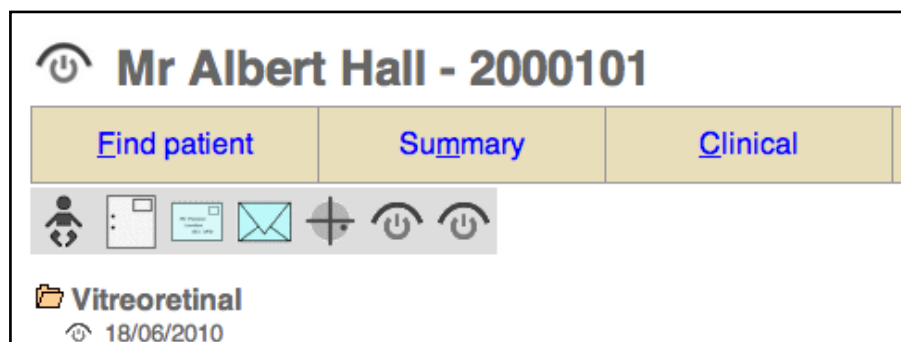 Mr Albert Hall - 2000101
Find patient Summary Clinical
Vitreoretinal
18/06/2010